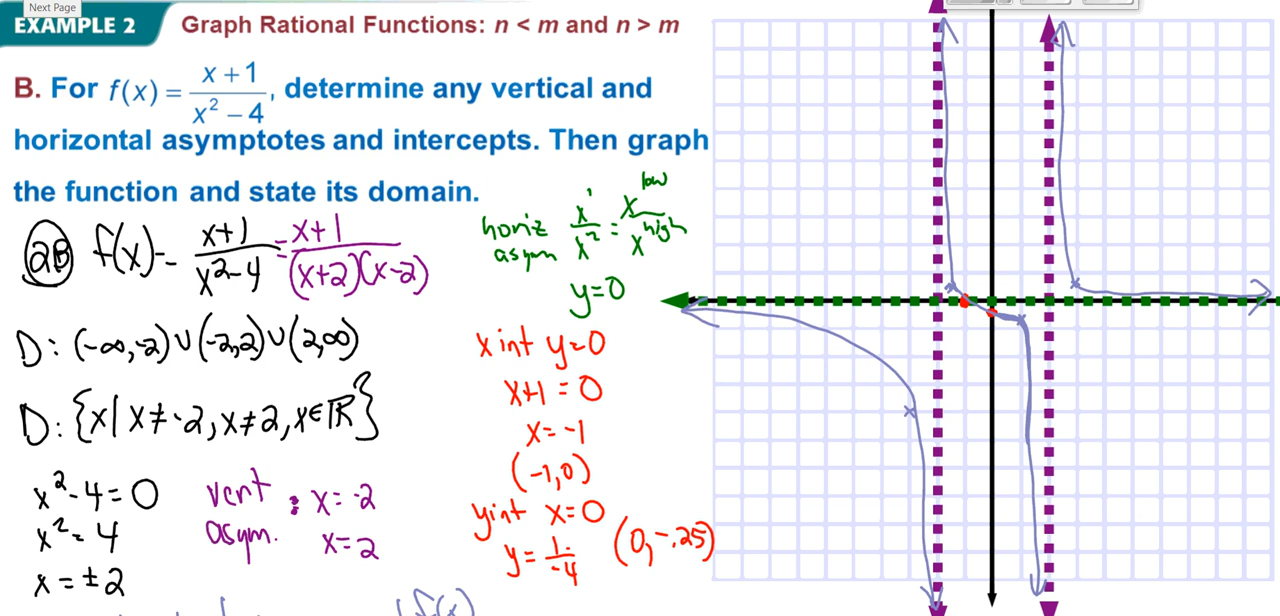 Next Page
EXAMPLE 2 Graph Rational Functions: n < m and n > m
B. For f(x) = (x + 1)/(x² − 4), determine any vertical and
horizontal asymptotes and intercepts. Then graph
the function and state its domain.
2B f(x) = (x+1)/(x²-4) = (x+1)/((x+2)(x-2))
D: (-∞,-2)∪(-2,2)∪(2,∞)
D: {x | x≠-2, x≠2, x∈ℝ}
x²-4=0
x²=4
x=±2
vert asym. : x=-2
x=2
horiz asym x¹/x² = x^low/x^high
y=0
x int y=0
x+1=0
x=-1
(-1,0)
y int x=0
y=1/-4 (0,-.25)
f(x)